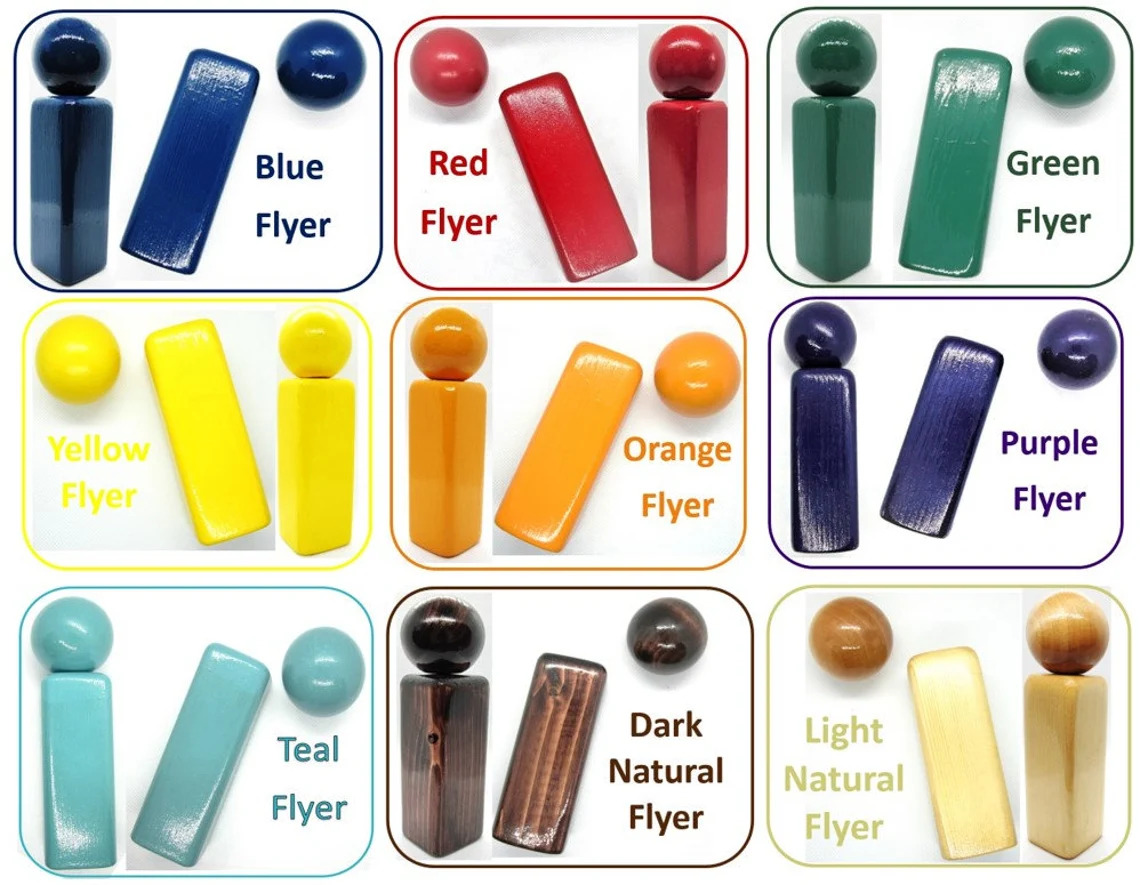 Blue
Flyer
Red
Flyer
Green
Flyer
Yellow
Flyer
Orange
Flyer
Purple
Flyer
Teal
Flyer
Dark
Natural
Flyer
Light
Natural
Flyer